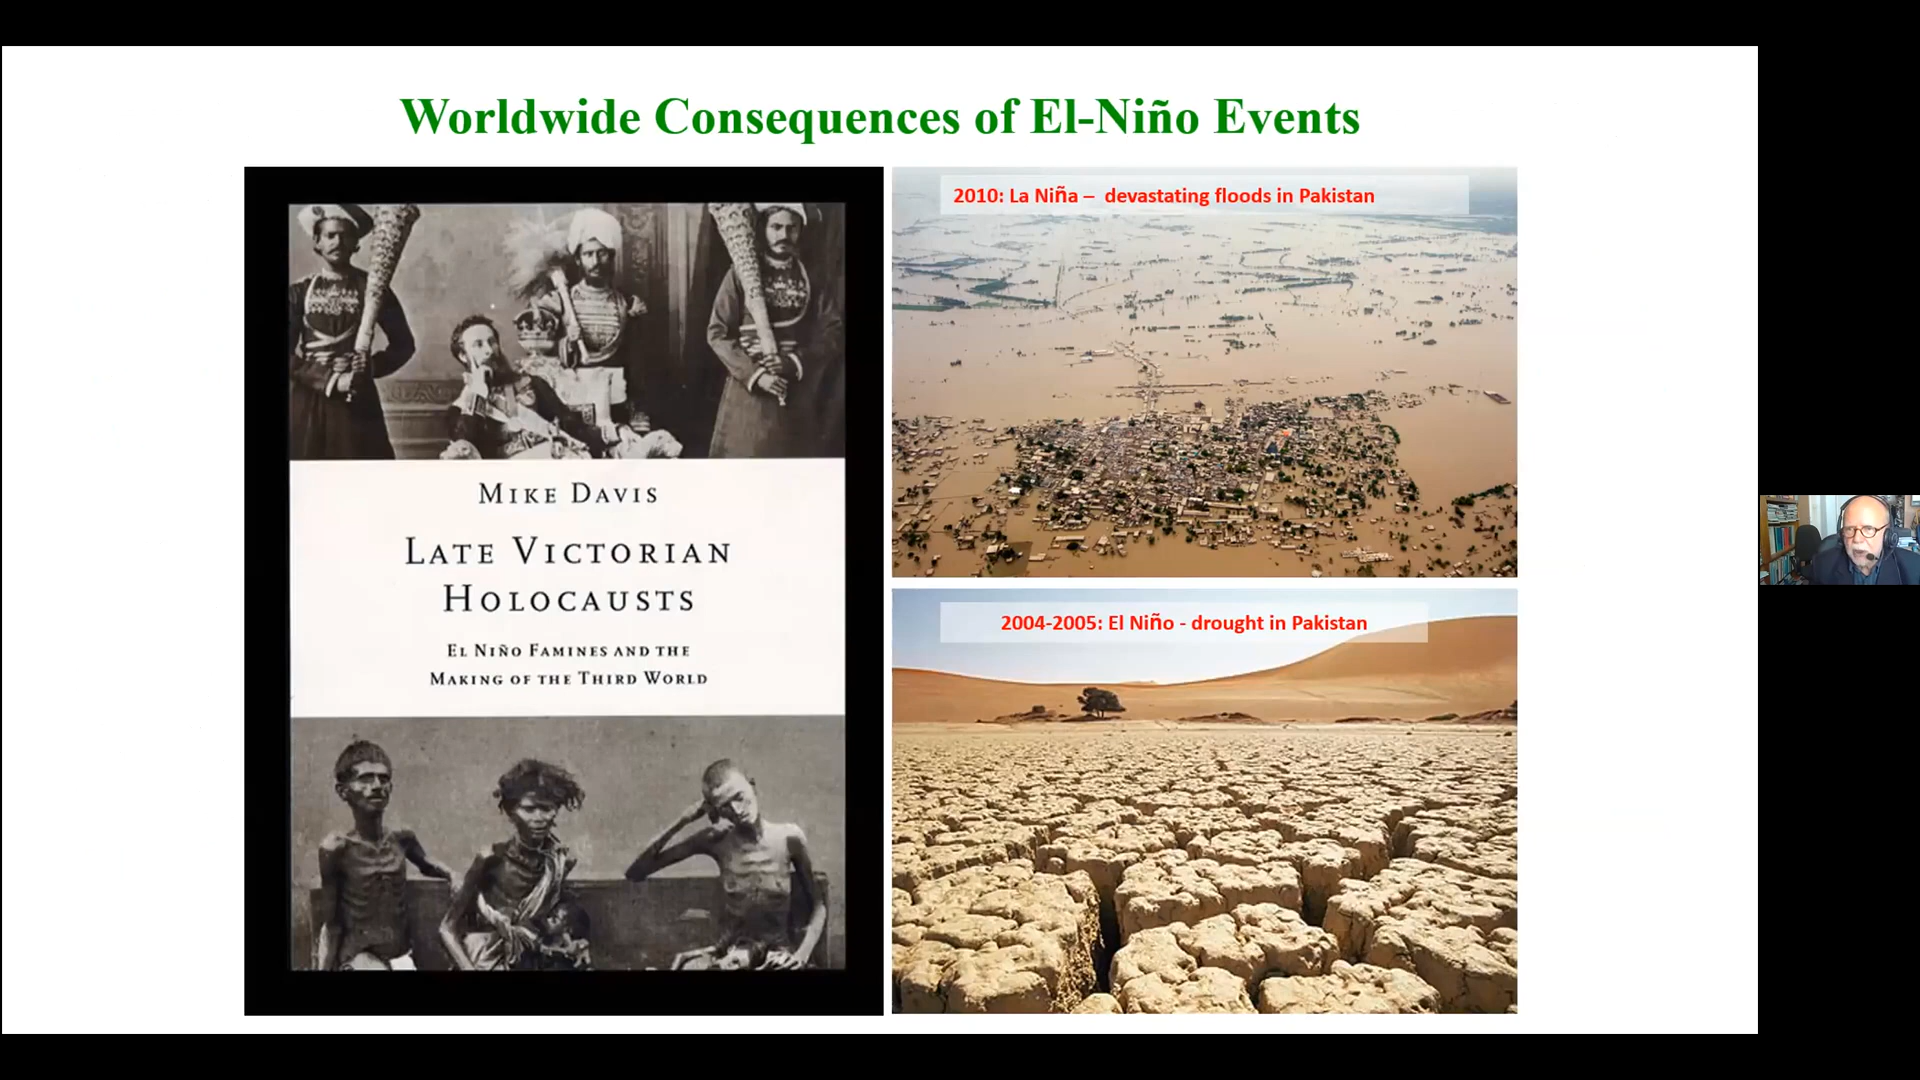 Worldwide Consequences of El-Niño Events
MIKE DAVIS
LATE VICTORIAN
HOLOCAUSTS
EL NIÑO FAMINES AND THE
MAKING OF THE THIRD WORLD
2010: La Niña – devastating floods in Pakistan
2004-2005: El Niño - drought in Pakistan